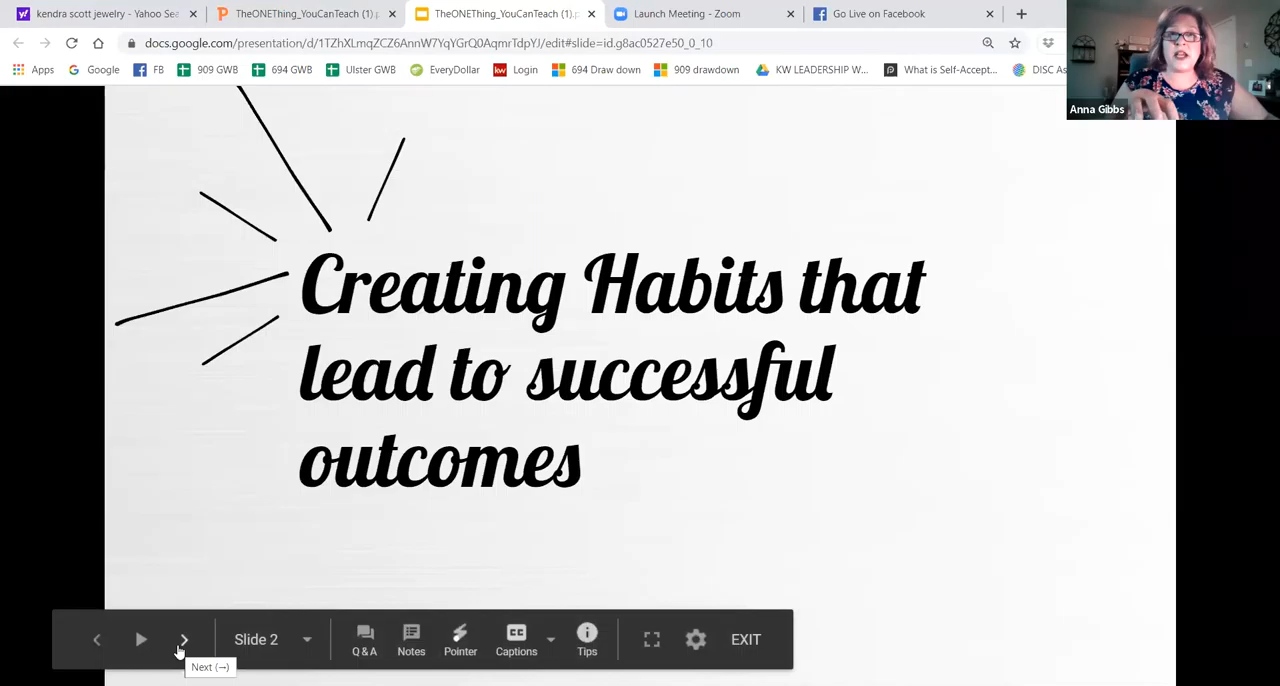 kendra scott jewelry - Yahoo Sea
TheONEThing_YouCanTeach (1) p
TheONEThing_YouCanTeach (1).p
Launch Meeting - Zoom
Go Live on Facebook
docs.google.com/presentation/d/1TZhXLmqZCZ6AnnW7YqYGrQ0AqmrTdpYJ/edit#slide=id.g8ac0527e50_0_10
Apps
Google
FB
909 GWB
694 GWB
Ulster GWB
EveryDollar
kw
Login
694 Draw down
909 drawdown
KW LEADERSHIP W...
What is Self-Accept...
DISC As
Anna Gibbs
Creating Habits that
lead to successful
outcomes
Slide 2
Q & A
Notes
Pointer
CC
Captions
Tips
EXIT
Next (→)